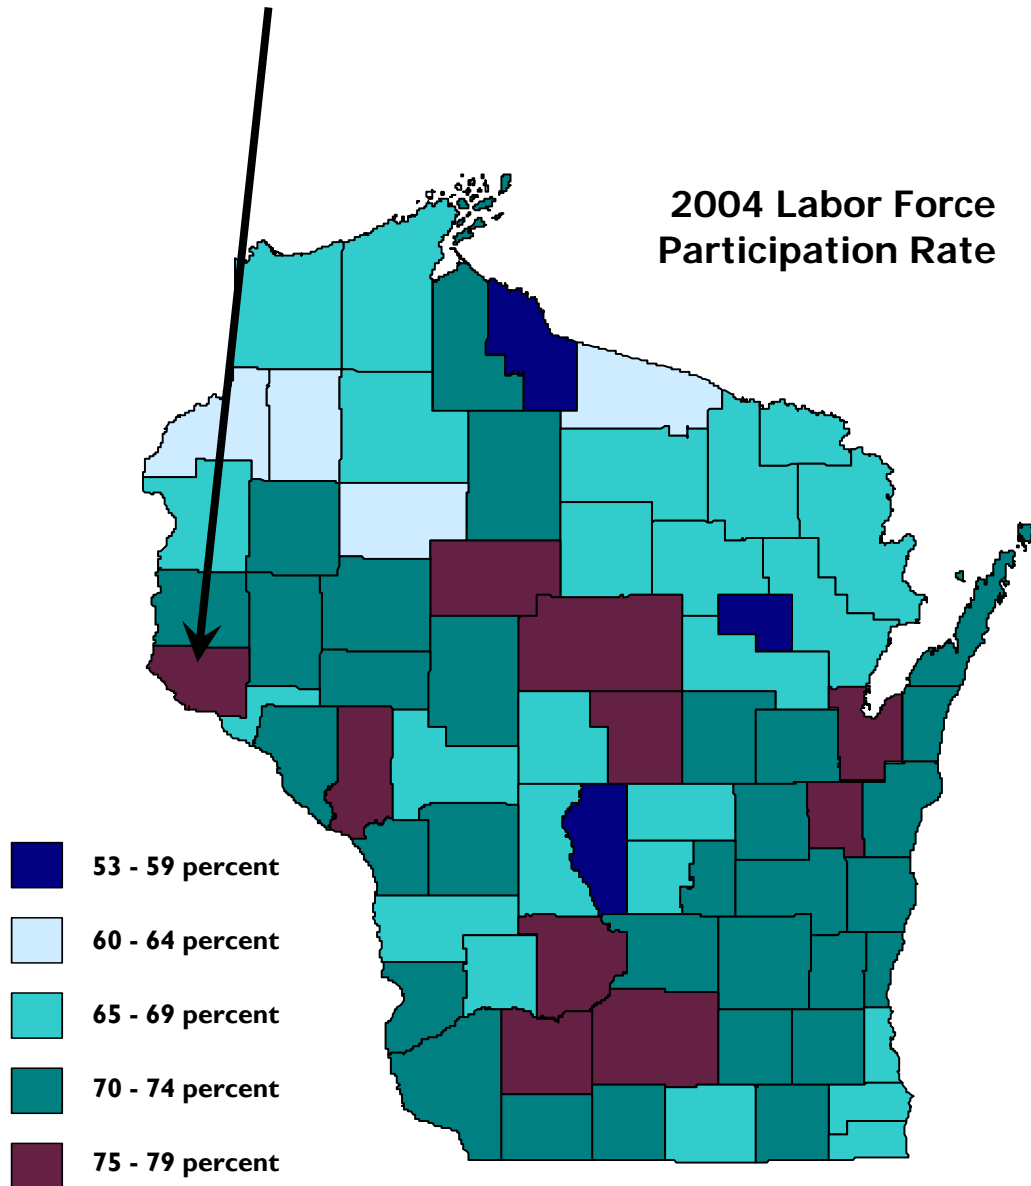 2004 Labor Force
Participation Rate
53 - 59 percent
60 - 64 percent
65 - 69 percent
70 - 74 percent
75 - 79 percent